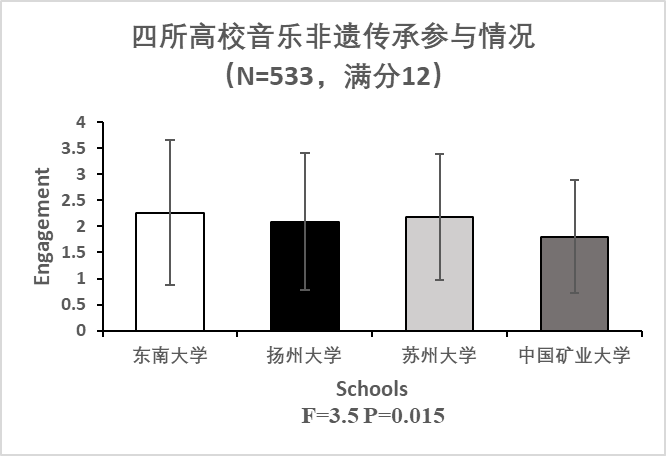 四所高校音乐非遗传承参与情况
（N=533，满分12）
4
3.5
3
2.5
2
1.5
1
0.5
0
Engagement
东南大学 扬州大学 苏州大学 中国矿业大学
Schools
F=3.5 P=0.015